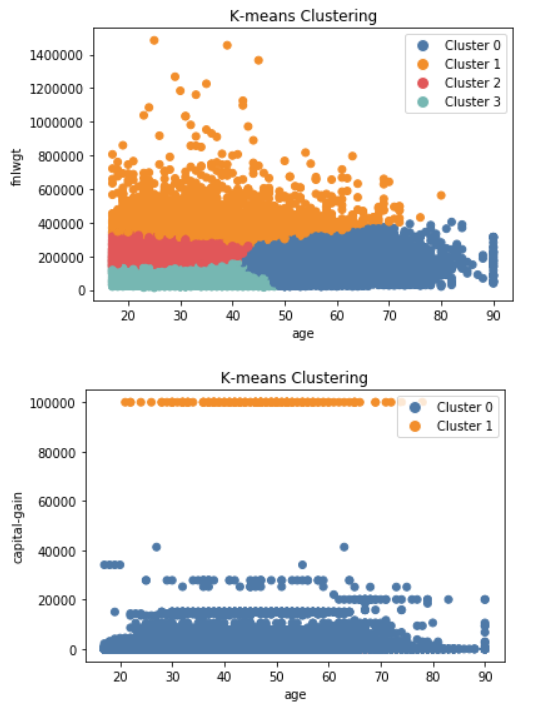 K-means Clustering
Cluster 0
Cluster 1
Cluster 2
Cluster 3
1400000
1200000
1000000
800000
600000
400000
200000
0
fnlwgt
20 30 40 50 60 70 80 90
age
K-means Clustering
Cluster 0
Cluster 1
100000
80000
60000
40000
20000
0
capital-gain
20 30 40 50 60 70 80 90
age